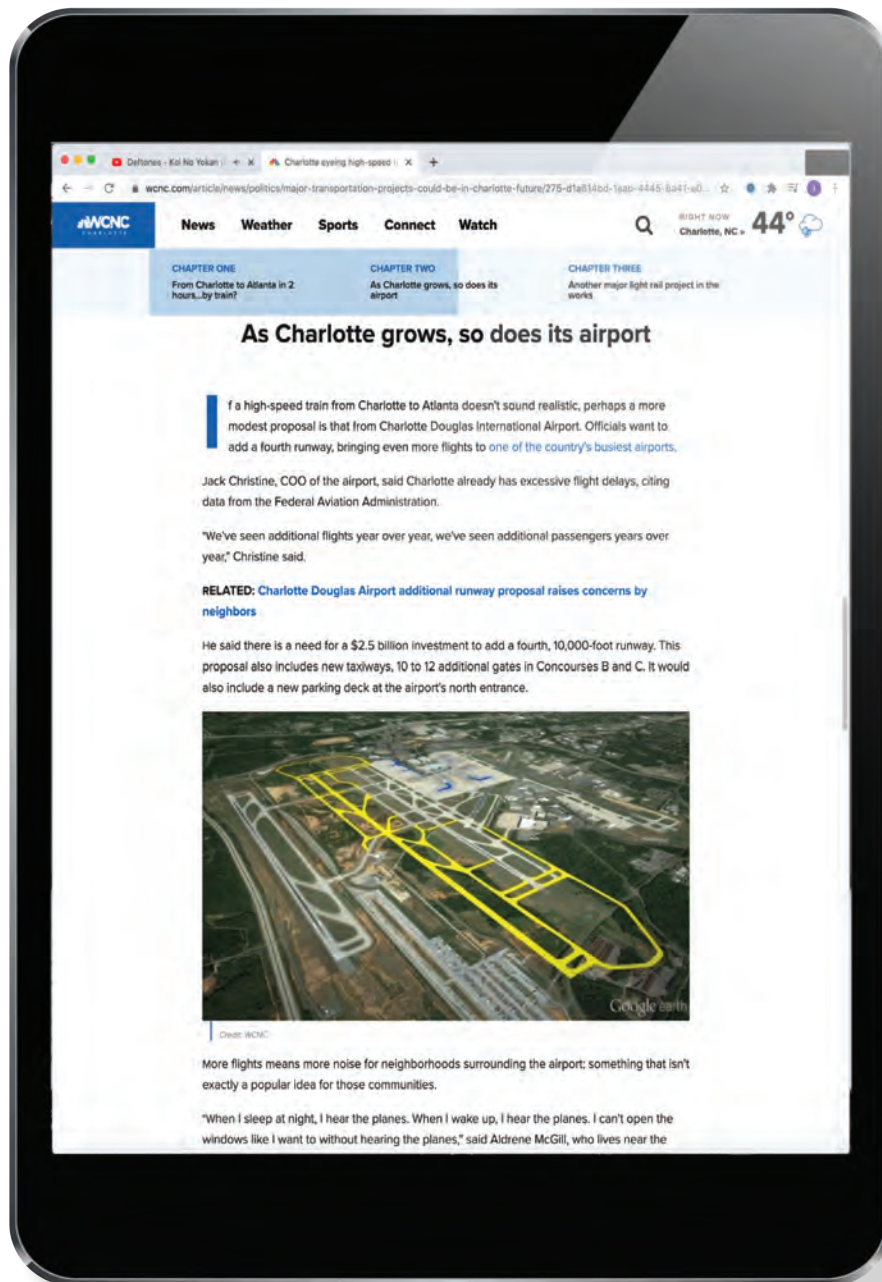 Deftones - Koi No Yokan
Charlotte eyeing high-speed
wcnc.com/article/news/politics/major-transportation-projects-could-be-in-charlotte-future/
WCNC
CHARLOTTE
News Weather Sports Connect Watch
RIGHT NOW
Charlotte, NC »
44°
CHAPTER ONE
From Charlotte to Atlanta in 2
hours...by train?
CHAPTER TWO
As Charlotte grows, so does its
airport
CHAPTER THREE
Another major light rail project in the
works
As Charlotte grows, so does its airport
If a high-speed train from Charlotte to Atlanta doesn't sound realistic, perhaps a more
modest proposal is that from Charlotte Douglas International Airport. Officials want to
add a fourth runway, bringing even more flights to one of the country's busiest airports.
Jack Christine, COO of the airport, said Charlotte already has excessive flight delays, citing
data from the Federal Aviation Administration.
"We've seen additional flights year over year, we've seen additional passengers years over
year," Christine said.
RELATED: Charlotte Douglas Airport additional runway proposal raises concerns by
neighbors
He said there is a need for a $2.5 billion investment to add a fourth, 10,000-foot runway. This
proposal also includes new taxiways, 10 to 12 additional gates in Concourses B and C. It would
also include a new parking deck at the airport's north entrance.
Google earth
Credit: WCNC
More flights means more noise for neighborhoods surrounding the airport; something that isn't
exactly a popular idea for those communities.
"When I sleep at night, I hear the planes. When I wake up, I hear the planes. I can't open the
windows like I want to without hearing the planes," said Aldrene McGill, who lives near the